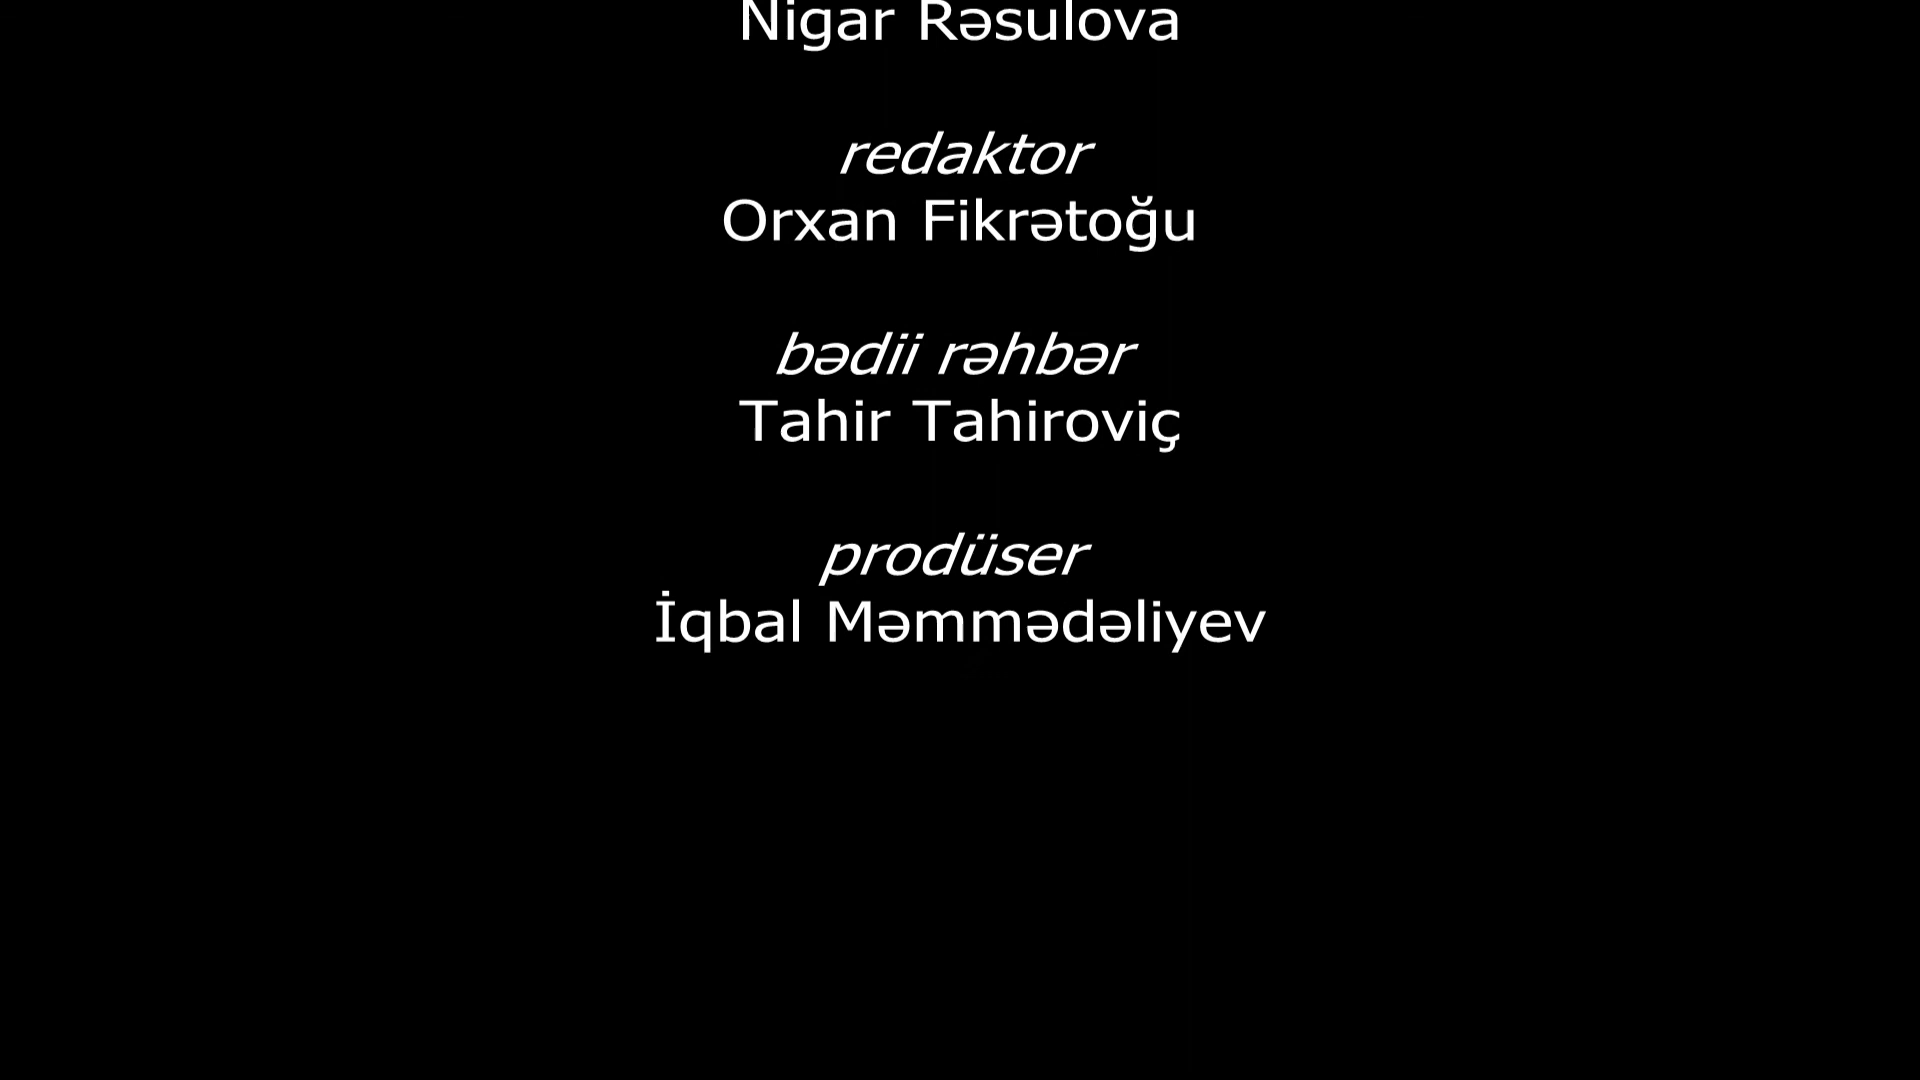 Nigar Rəsulova
redaktor
Orxan Fikrətoğu
bədii rəhbər
Tahir Tahiroviç
prodüser
İqbal Məmmədəliyev